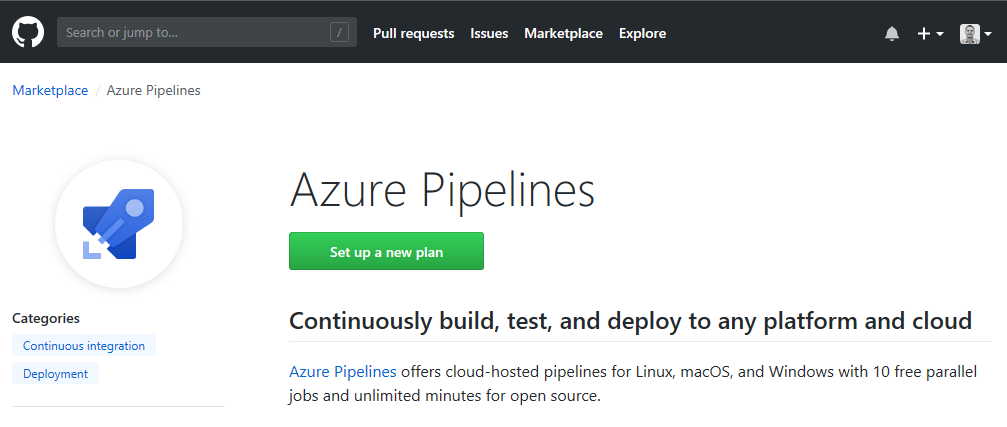 Search or jump to... /
Pull requests Issues Marketplace Explore
Marketplace / Azure Pipelines
Azure Pipelines
Set up a new plan
Categories
Continuous integration
Deployment
Continuously build, test, and deploy to any platform and cloud
Azure Pipelines offers cloud-hosted pipelines for Linux, macOS, and Windows with 10 free parallel
jobs and unlimited minutes for open source.